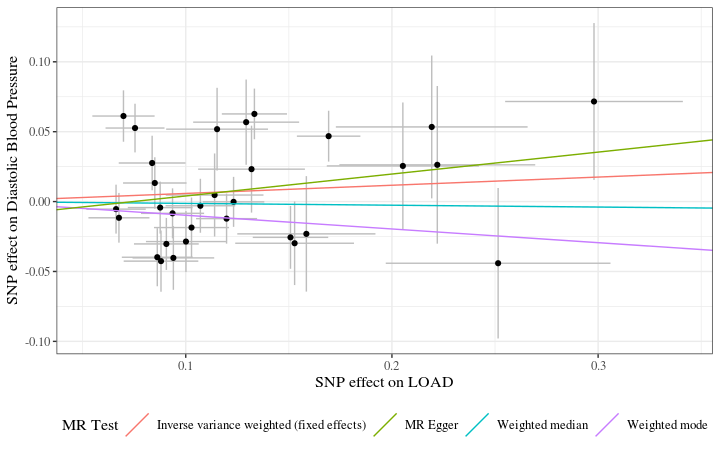 SNP effect on Diastolic Blood Pressure
0.10
0.05
0.00
-0.05
-0.10
0.1 0.2 0.3
SNP effect on LOAD
MR Test Inverse variance weighted (fixed effects) MR Egger Weighted median Weighted mode